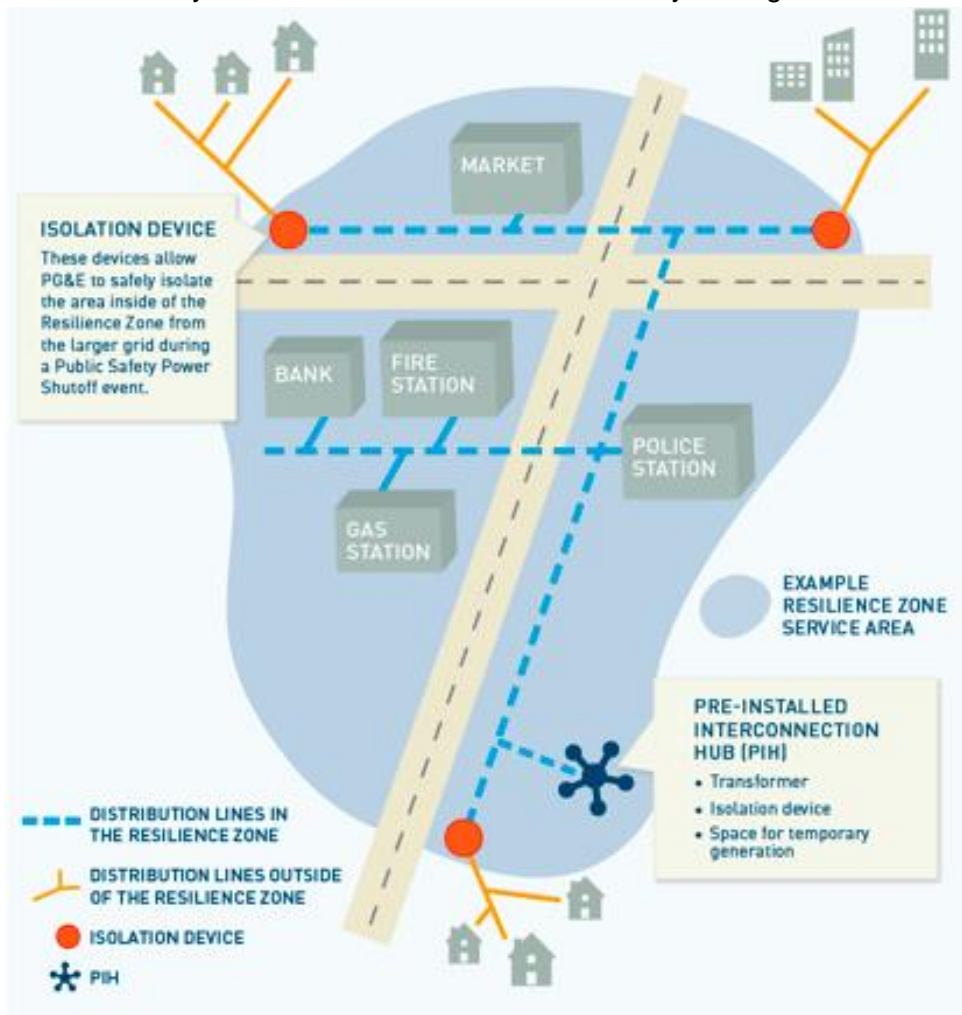 MARKET
ISOLATION DEVICE
These devices allow
PG&E to safely isolate
the area inside of the
Resilience Zone from
the larger grid during
a Public Safety Power
Shutoff event.
BANK
FIRE
STATION
POLICE
STATION
GAS
STATION
EXAMPLE
RESILIENCE ZONE
SERVICE AREA
PRE-INSTALLED
INTERCONNECTION
HUB (PIH)
• Transformer
• Isolation device
• Space for temporary
generation
DISTRIBUTION LINES IN
THE RESILIENCE ZONE
DISTRIBUTION LINES OUTSIDE
OF THE RESILIENCE ZONE
ISOLATION DEVICE
PIH